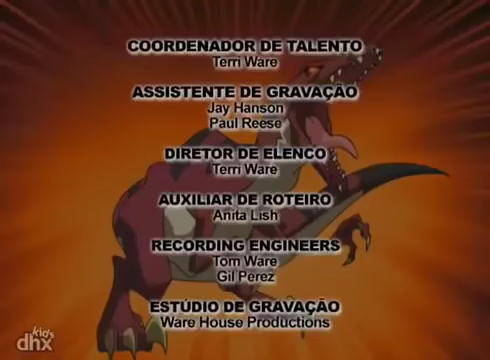 COORDENADOR DE TALENTO
Terri Ware
ASSISTENTE DE GRAVAÇÃO
Jay Hanson
Paul Reese
DIRETOR DE ELENCO
Terri Ware
AUXILIAR DE ROTEIRO
Anita Lish
RECORDING ENGINEERS
Tom Ware
Gil Perez
ESTÚDIO DE GRAVAÇÃO
Ware House Productions
kid's
dhx